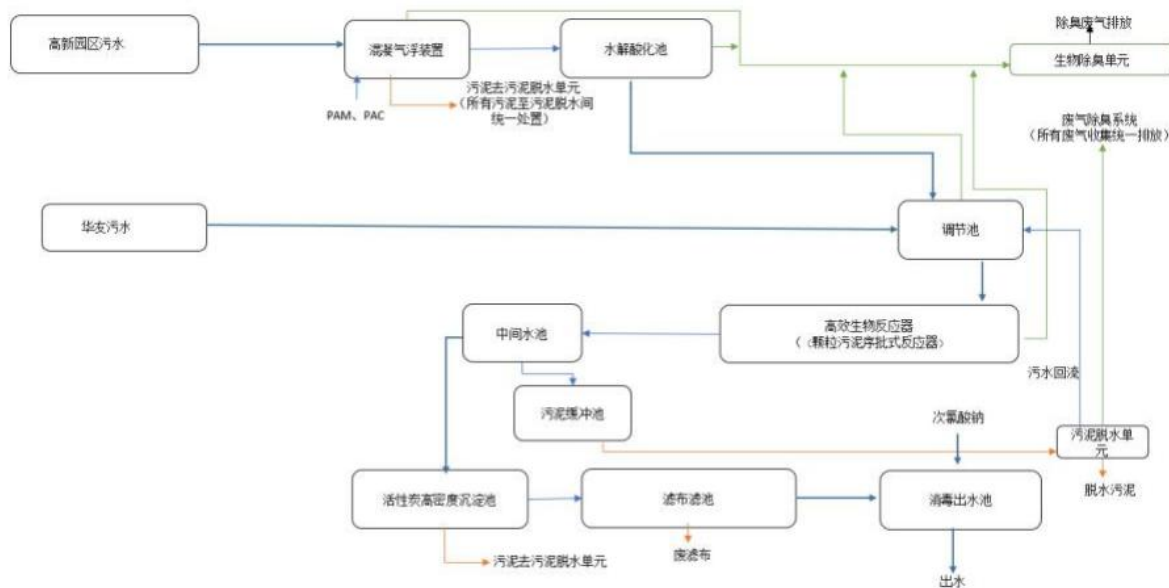 除臭废气排放
高新园区污水
混凝气浮装置
水解酸化池
生物除臭单元
PAM、PAC
污泥去污泥脱水单元
（所有污泥至污泥脱水间
统一处置）
废气除臭系统
（所有废气收集统一排放）
华友污水
调节池
高效生物反应器
（（颗粒污泥序批式反应器）
中间水池
污水回流
污泥缓冲池
次氯酸钠
污泥脱水单
元
脱水污泥
活性炭高密度沉淀池
滤布滤池
消毒出水池
污泥去污泥脱水单元
废滤布
出水